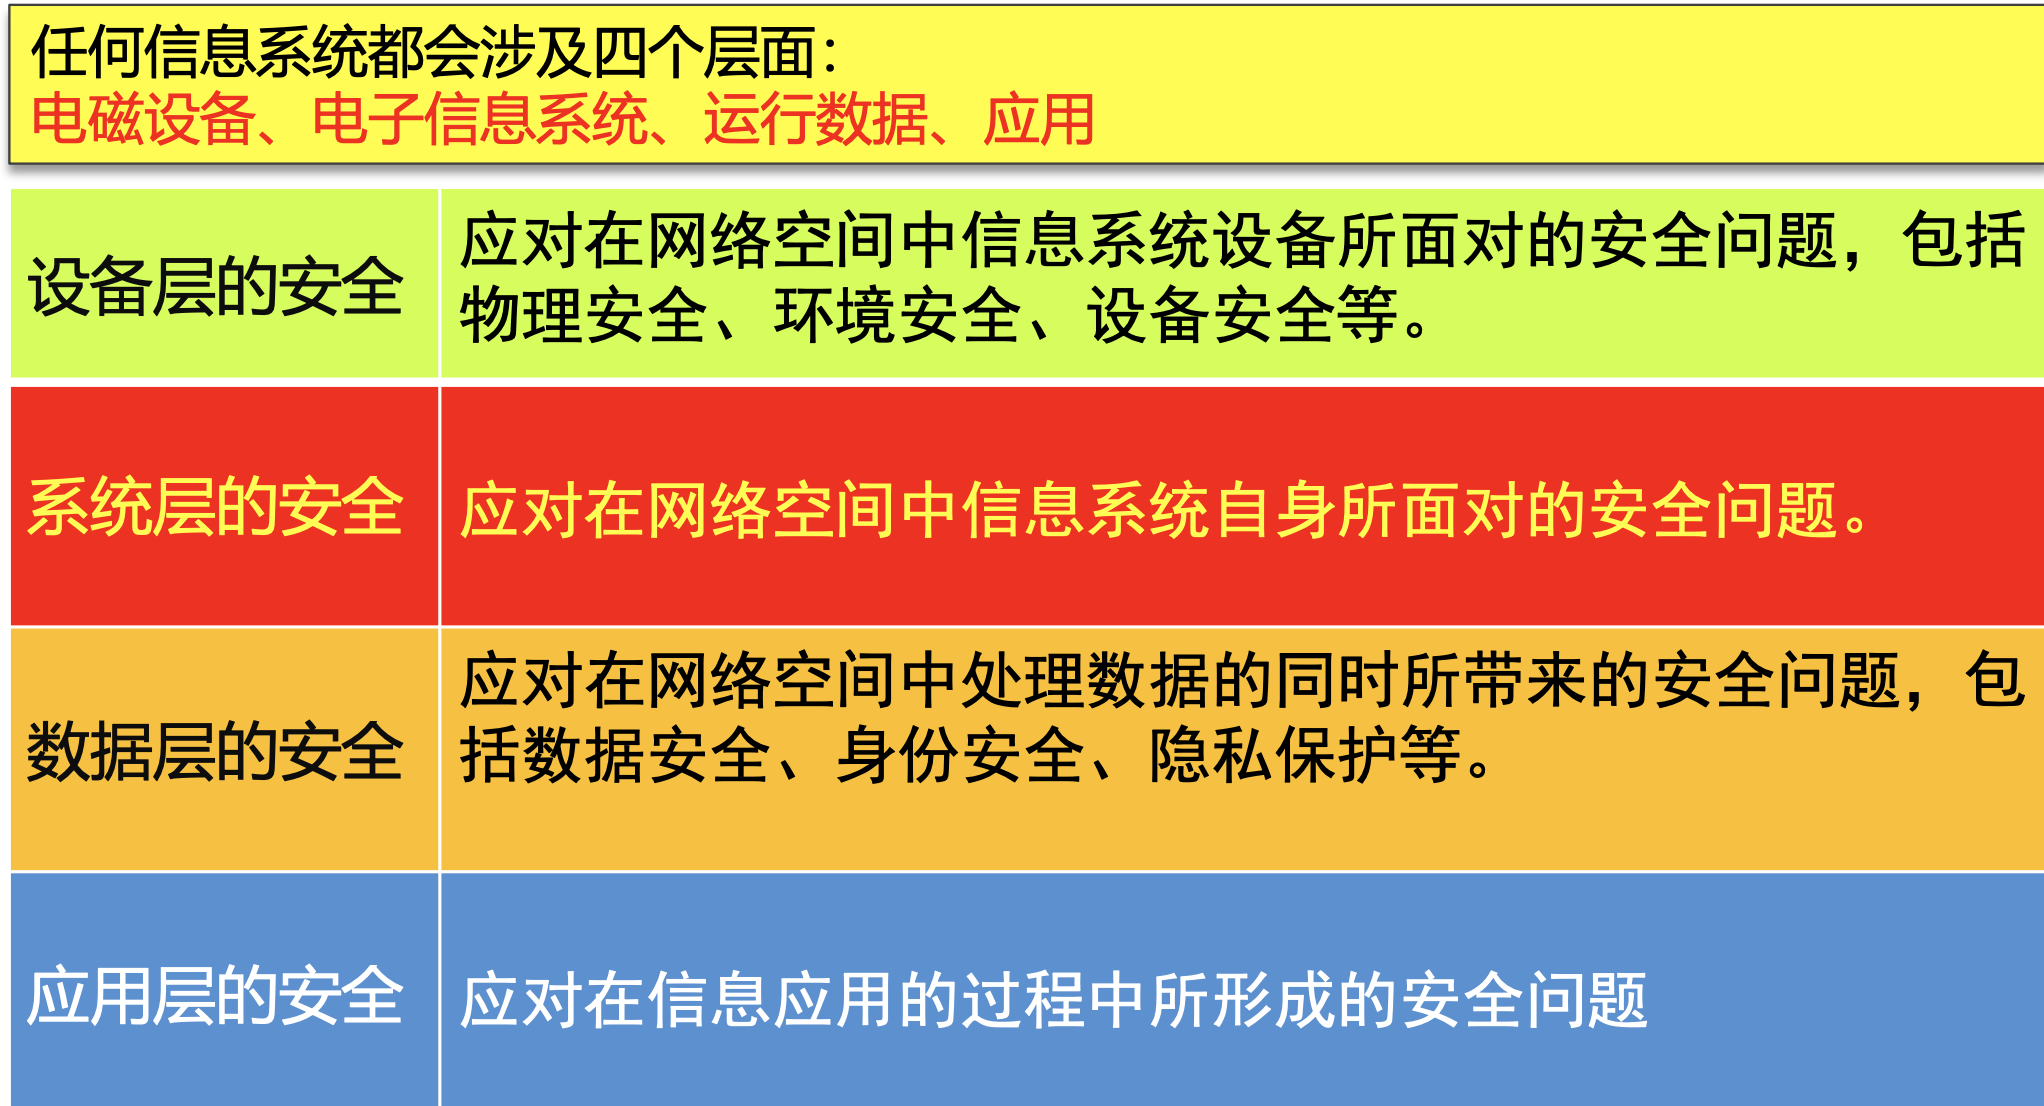 任何信息系统都会涉及四个层面：
电磁设备、电子信息系统、运行数据、应用
设备层的安全
应对在网络空间中信息系统设备所面对的安全问题，包括
物理安全、环境安全、设备安全等。
系统层的安全
应对在网络空间中信息系统自身所面对的安全问题。
数据层的安全
应对在网络空间中处理数据的同时所带来的安全问题，包
括数据安全、身份安全、隐私保护等。
应用层的安全
应对在信息应用的过程中所形成的安全问题